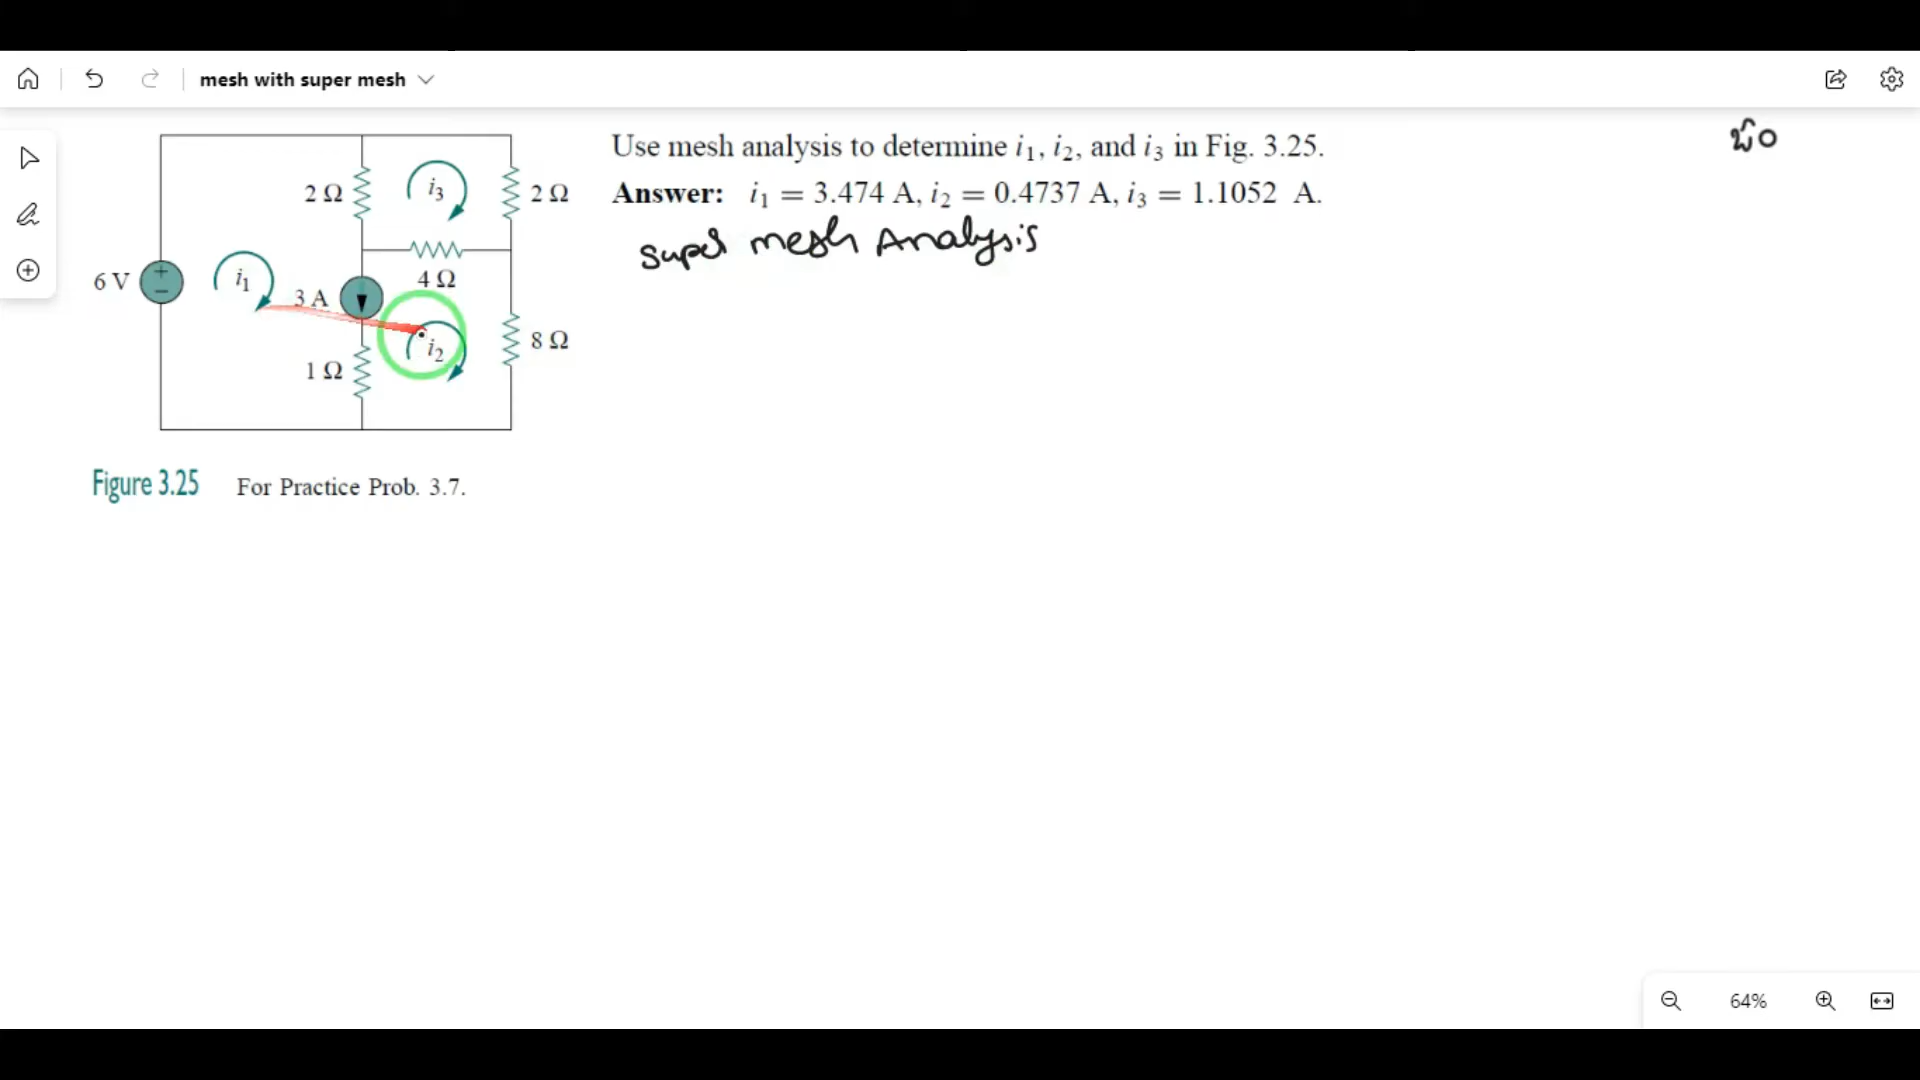 mesh with super mesh
Use mesh analysis to determine i₁, i₂, and i₃ in Fig. 3.25.
Answer: i₁ = 3.474 A, i₂ = 0.4737 A, i₃ = 1.1052 A.
super mesh Analysis
2 Ω
i₃
2 Ω
4 Ω
6 V
+
−
i₁
3 A
i₂
8 Ω
1 Ω
Figure 3.25 For Practice Prob. 3.7.
64%